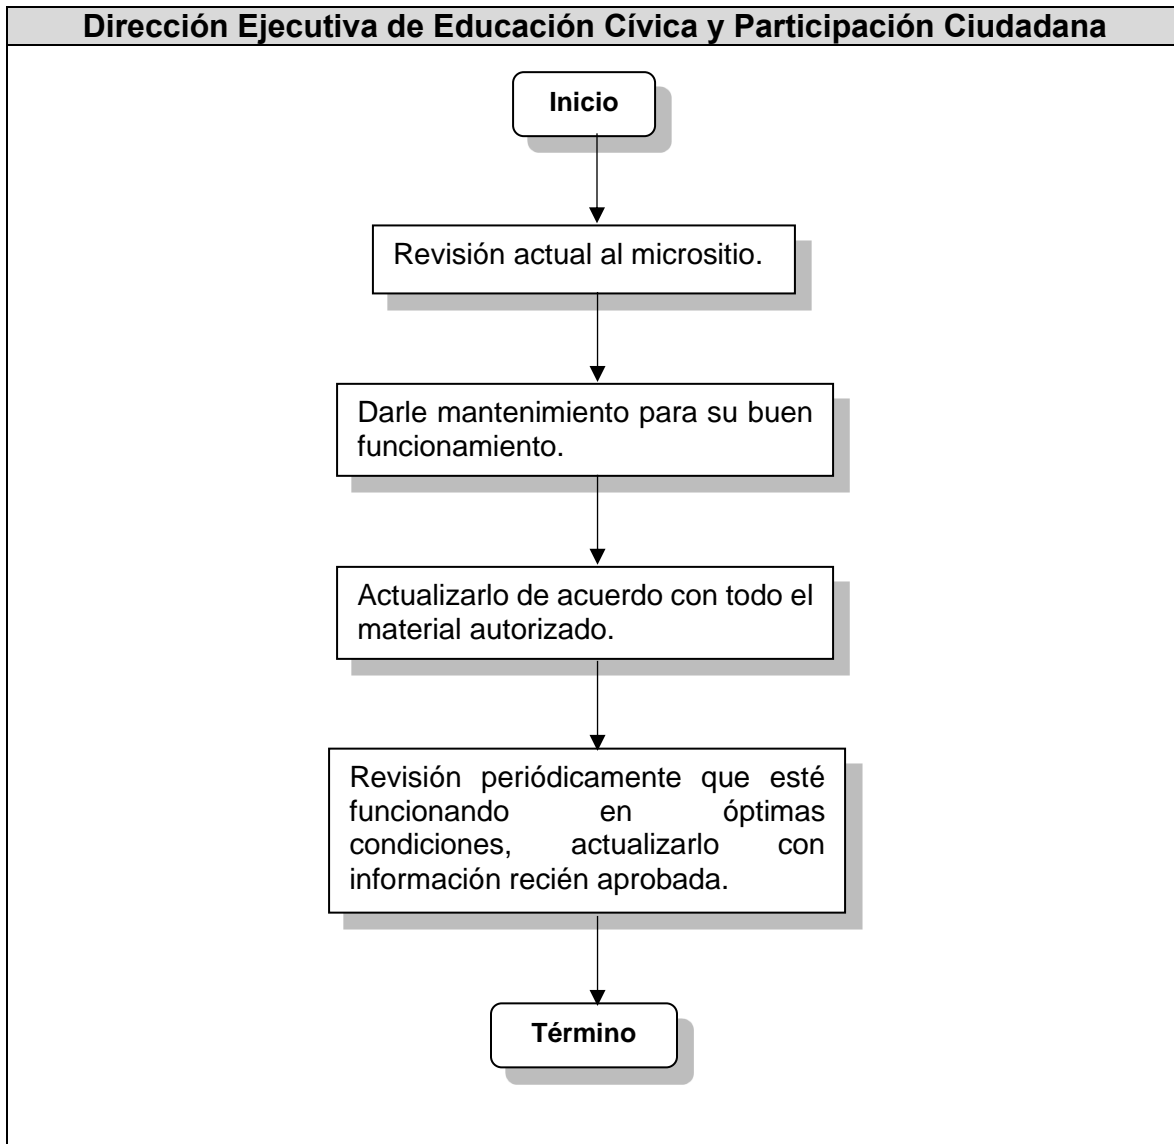 Dirección Ejecutiva de Educación Cívica y Participación Ciudadana
Inicio
Revisión actual al micrositio.
Darle mantenimiento para su buen
funcionamiento.
Actualizarlo de acuerdo con todo el
material autorizado.
Revisión periódicamente que esté
funcionando en óptimas
condiciones, actualizarlo con
información recién aprobada.
Término